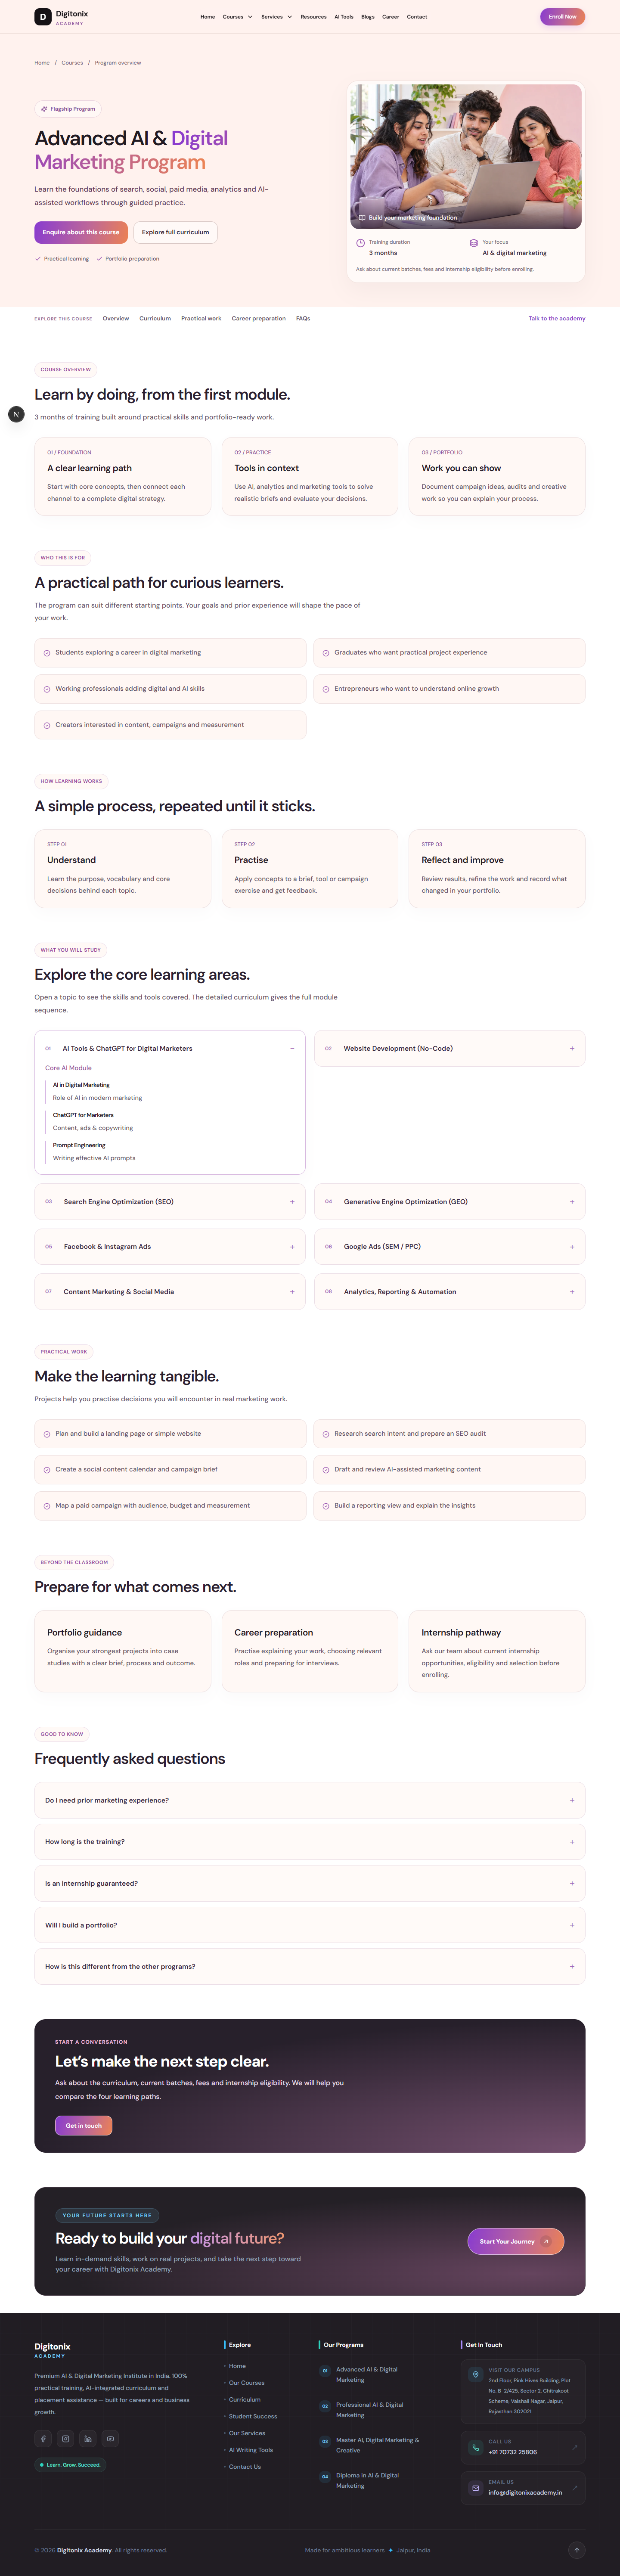 D
Digitonix
ACADEMY
Home
Courses
Services
Resources
AI Tools
Blogs
Career
Contact
Enroll Now
Home / Courses / Program overview
Flagship Program
Advanced AI & Digital
Marketing Program
Learn the foundations of search, social, paid media, analytics and AI-
assisted workflows through guided practice.
Enquire about this course
Explore full curriculum
Practical learning
Portfolio preparation
Build your marketing foundation
Training duration
3 months
Your focus
AI & digital marketing
Ask about current batches, fees and internship eligibility before enrolling.
EXPLORE THIS COURSE
Overview
Curriculum
Practical work
Career preparation
FAQs
Talk to the academy
COURSE OVERVIEW
Learn by doing, from the first module.
3 months of training built around practical skills and portfolio-ready work.
N
01 / FOUNDATION
A clear learning path
Start with core concepts, then connect each
channel to a complete digital strategy.
02 / PRACTICE
Tools in context
Use AI, analytics and marketing tools to solve
realistic briefs and evaluate your decisions.
03 / PORTFOLIO
Work you can show
Document campaign ideas, audits and creative
work so you can explain your process.
WHO THIS IS FOR
A practical path for curious learners.
The program can suit different starting points. Your goals and prior experience will shape the pace of
your work.
Students exploring a career in digital marketing
Graduates who want practical project experience
Working professionals adding digital and AI skills
Entrepreneurs who want to understand online growth
Creators interested in content, campaigns and measurement
HOW LEARNING WORKS
A simple process, repeated until it sticks.
STEP 01
Understand
Learn the purpose, vocabulary and core
decisions behind each topic.
STEP 02
Practise
Apply concepts to a brief, tool or campaign
exercise and get feedback.
STEP 03
Reflect and improve
Review results, refine the work and record what
changed in your portfolio.
WHAT YOU WILL STUDY
Explore the core learning areas.
Open a topic to see the skills and tools covered. The detailed curriculum gives the full module
sequence.
01 AI Tools & ChatGPT for Digital Marketers −
Core AI Module
AI in Digital Marketing
Role of AI in modern marketing
ChatGPT for Marketers
Content, ads & copywriting
Prompt Engineering
Writing effective AI prompts
02 Website Development (No-Code) +
03 Search Engine Optimization (SEO) +
04 Generative Engine Optimization (GEO) +
05 Facebook & Instagram Ads +
06 Google Ads (SEM / PPC) +
07 Content Marketing & Social Media +
08 Analytics, Reporting & Automation +
PRACTICAL WORK
Make the learning tangible.
Projects help you practise decisions you will encounter in real marketing work.
Plan and build a landing page or simple website
Research search intent and prepare an SEO audit
Create a social content calendar and campaign brief
Draft and review AI-assisted marketing content
Map a paid campaign with audience, budget and measurement
Build a reporting view and explain the insights
BEYOND THE CLASSROOM
Prepare for what comes next.
Portfolio guidance
Organise your strongest projects into case
studies with a clear brief, process and outcome.
Career preparation
Practise explaining your work, choosing relevant
roles and preparing for interviews.
Internship pathway
Ask our team about current internship
opportunities, eligibility and selection before
enrolling.
GOOD TO KNOW
Frequently asked questions
Do I need prior marketing experience? +
How long is the training? +
Is an internship guaranteed? +
Will I build a portfolio? +
How is this different from the other programs? +
START A CONVERSATION
Let’s make the next step clear.
Ask about the curriculum, current batches, fees and internship eligibility. We will help you
compare the four learning paths.
Get in touch
YOUR FUTURE STARTS HERE
Ready to build your digital future?
Learn in-demand skills, work on real projects, and take the next step toward
your career with Digitonix Academy.
Start Your Journey
Digitonix
ACADEMY
Premium AI & Digital Marketing Institute in India. 100%
practical training, AI-integrated curriculum and
placement assistance — built for careers and business
growth.
Learn. Grow. Succeed.
Explore
Home
Our Courses
Curriculum
Student Success
Our Services
AI Writing Tools
Contact Us
Our Programs
01 Advanced AI & Digital
Marketing
02 Professional AI & Digital
Marketing
03 Master AI, Digital Marketing &
Creative
04 Diploma in AI & Digital
Marketing
Get In Touch
VISIT OUR CAMPUS
2nd Floor, Pink Hives Building, Plot
No. B-2/425, Sector 2, Chitrakoot
Scheme, Vaishali Nagar, Jaipur,
Rajasthan 302021
CALL US
+91 70732 25806
EMAIL US
info@digitonixacademy.in
© 2026 Digitonix Academy. All rights reserved.
Made for ambitious learners ✦ Jaipur, India